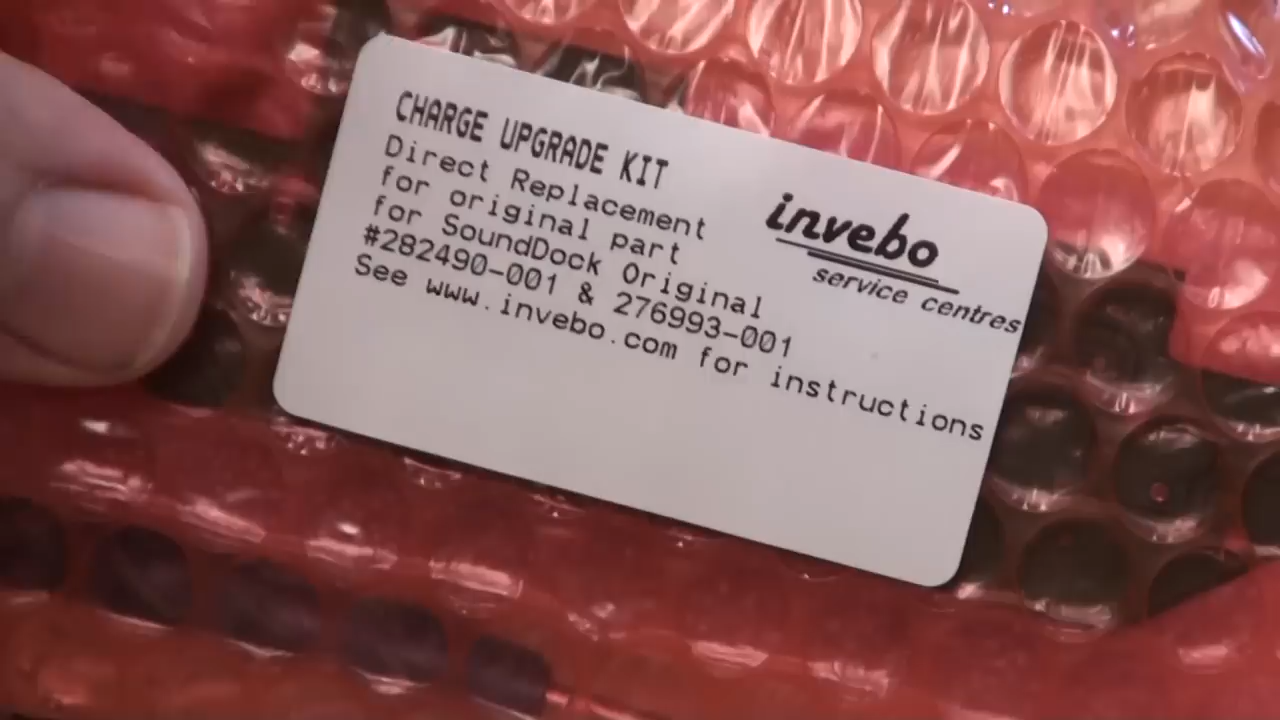 CHARGE UPGRADE KIT
Direct Replacement
for original part
for SoundDock Original
#282490-001 & 276993-001
See www.invebo.com for instructions
invebo
service centres